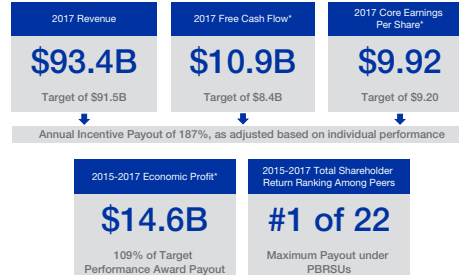 2017 Revenue
$93.4B
Target of $91.5B
2017 Free Cash Flow*
$10.9B
Target of $8.4B
2017 Core Earnings
Per Share*
$9.92
Target of $9.20
Annual Incentive Payout of 187%, as adjusted based on individual performance
2015-2017 Economic Profit*
$14.6B
109% of Target
Performance Award Payout
2015-2017 Total Shareholder
Return Ranking Among Peers
#1 of 22
Maximum Payout under
PBRSUs